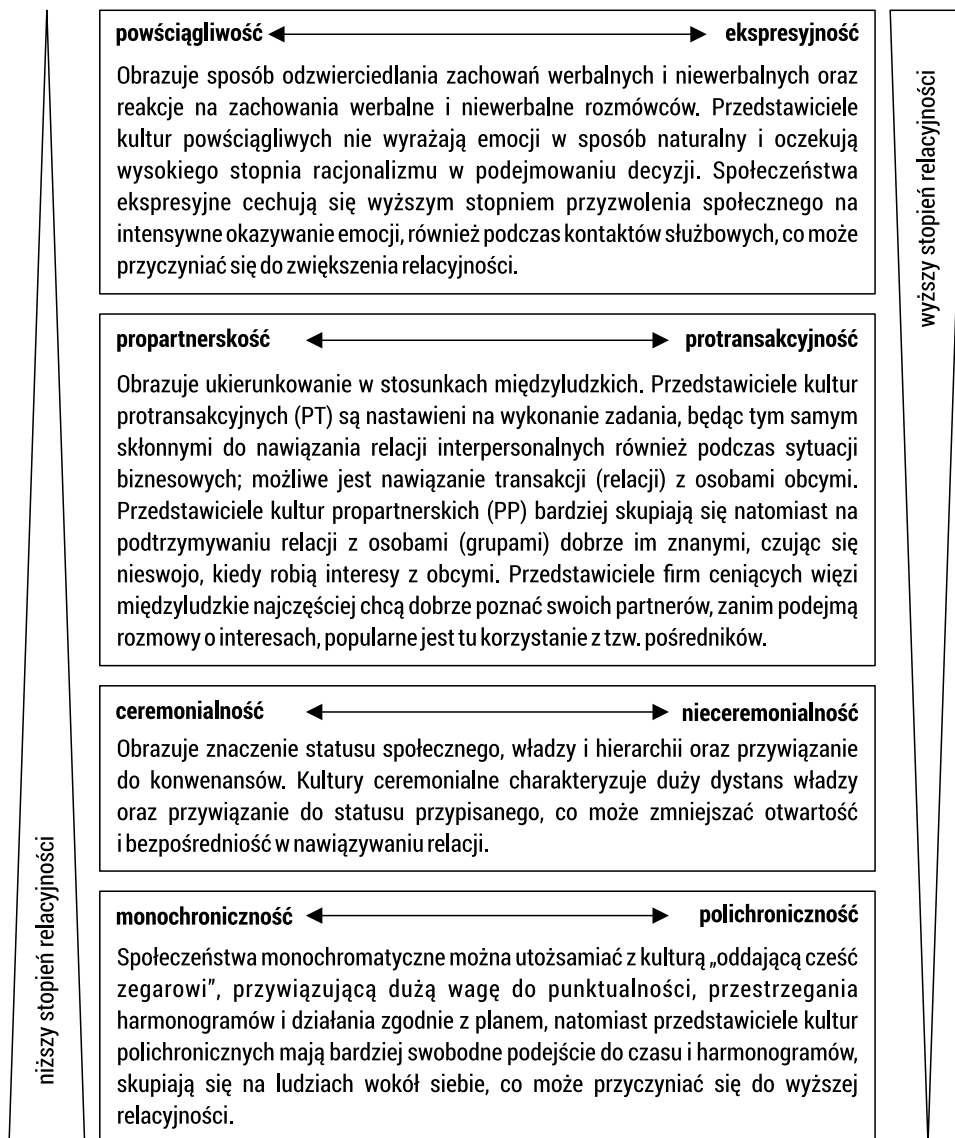 powściągliwość ekspresyjność
Obrazuje sposób odzwierciedlania zachowań werbalnych i niewerbalnych oraz
reakcje na zachowania werbalne i niewerbalne rozmówców. Przedstawiciele
kultur powściągliwych nie wyrażają emocji w sposób naturalny i oczekują
wysokiego stopnia racjonalizmu w podejmowaniu decyzji. Społeczeństwa
ekspresyjne cechują się wyższym stopniem przyzwolenia społecznego na
intensywne okazywanie emocji, również podczas kontaktów służbowych, co może
przyczyniać się do zwiększenia relacyjności.
propartnerskość protransakcyjność
Obrazuje ukierunkowanie w stosunkach międzyludzkich. Przedstawiciele kultur
protransakcyjnych (PT) są nastawieni na wykonanie zadania, będąc tym samym
skłonnymi do nawiązania relacji interpersonalnych również podczas sytuacji
biznesowych; możliwe jest nawiązanie transakcji (relacji) z osobami obcymi.
Przedstawiciele kultur propartnerskich (PP) bardziej skupiają się natomiast na
podtrzymywaniu relacji z osobami (grupami) dobrze im znanymi, czując się
nieswojo, kiedy robią interesy z obcymi. Przedstawiciele firm ceniących więzi
międzyludzkie najczęściej chcą dobrze poznać swoich partnerów, zanim podejmą
rozmowy o interesach, popularne jest tu korzystanie z tzw. pośredników.
ceremonialność nieceremonialność
Obrazuje znaczenie statusu społecznego, władzy i hierarchii oraz przywiązanie
do konwenansów. Kultury ceremonialne charakteryzuje duży dystans władzy
oraz przywiązanie do statusu przypisanego, co może zmniejszać otwartość
i bezpośredniość w nawiązywaniu relacji.
monochroniczność polichroniczność
Społeczeństwa monochromatyczne można utożsamiać z kulturą „oddającą cześć
zegarowi”, przywiązującą dużą wagę do punktualności, przestrzegania
harmonogramów i działania zgodnie z planem, natomiast przedstawiciele kultur
polichronicznych mają bardziej swobodne podejście do czasu i harmonogramów,
skupiają się na ludziach wokół siebie, co może przyczyniać się do wyższej
relacyjności.
niższy stopień relacyjności
wyższy stopień relacyjności